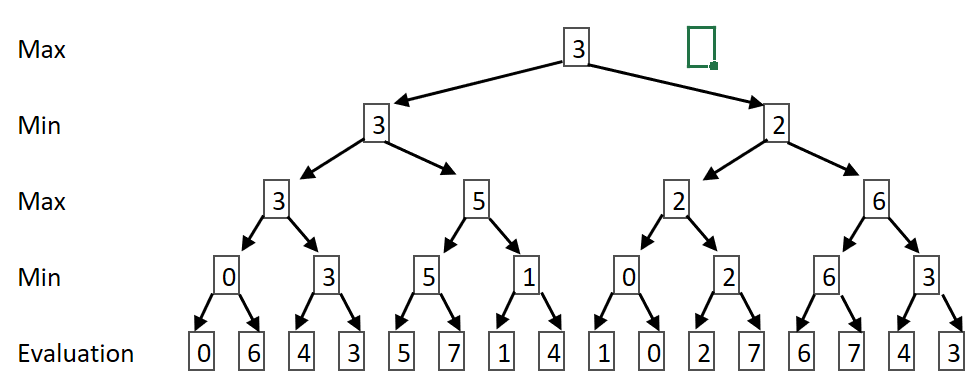 Max 3
Min 3 2
Max 3 5 2 6
Min 0 3 5 1 0 2 6 3
Evaluation 0 6 4 3 5 7 1 4 1 0 2 7 6 7 4 3